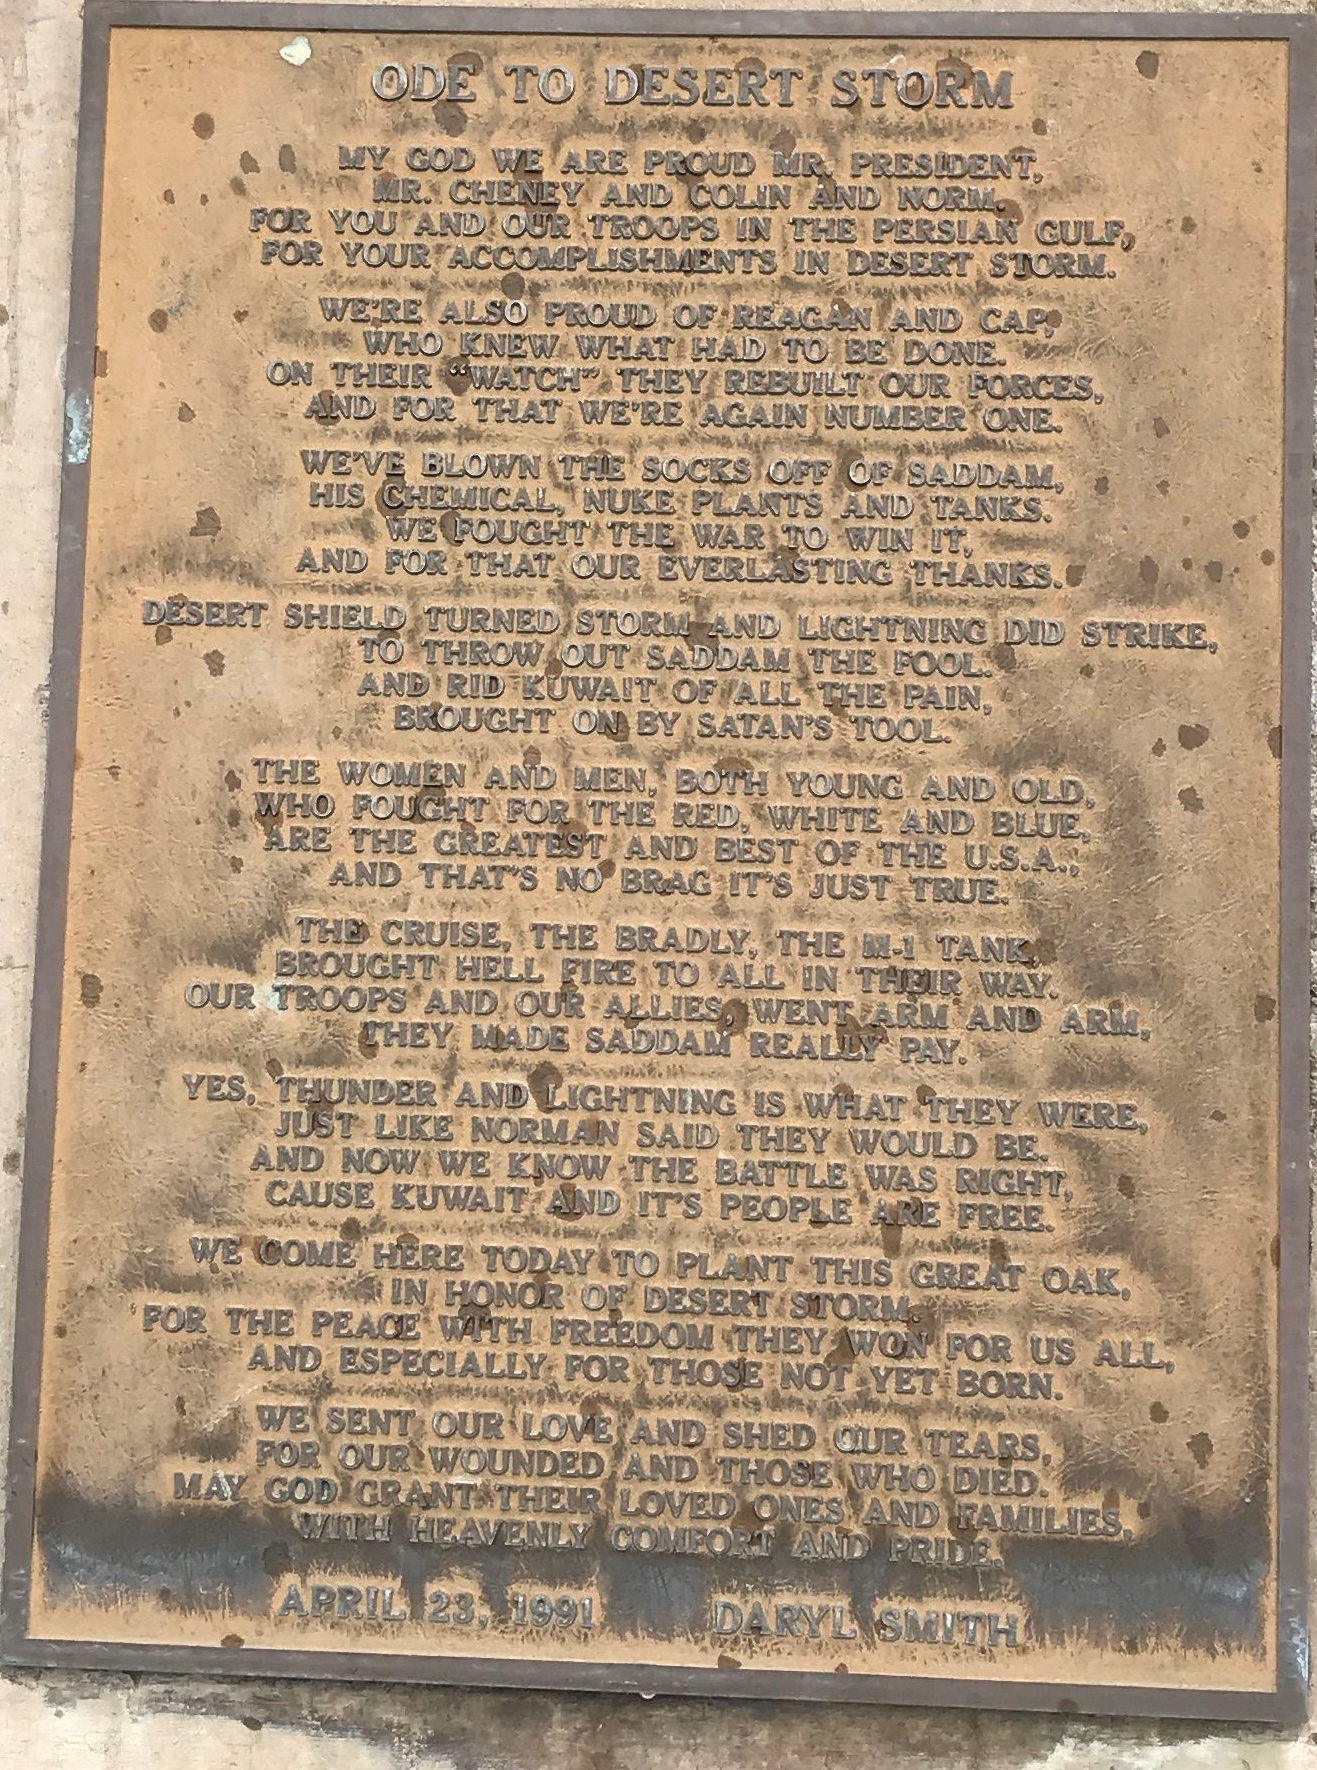 ODE TO DESERT STORM
MY GOD WE ARE PROUD MR. PRESIDENT,
MR. CHENEY AND COLIN AND NORM.
FOR YOU AND OUR TROOPS IN THE PERSIAN GULF,
FOR YOUR ACCOMPLISHMENTS IN DESERT STORM.
WE'RE ALSO PROUD OF REAGAN AND CAP,
WHO KNEW WHAT HAD TO BE DONE.
ON THEIR "WATCH" THEY REBUILT OUR FORCES,
AND FOR THAT WE'RE AGAIN NUMBER ONE.
WE'VE BLOWN THE SOCKS OFF OF SADDAM,
HIS CHEMICAL, NUKE PLANTS AND TANKS.
WE FOUGHT THE WAR TO WIN IT,
AND FOR THAT OUR EVERLASTING THANKS.
DESERT SHIELD TURNED STORM AND LIGHTNING DID STRIKE,
TO THROW OUT SADDAM THE FOOL.
AND RID KUWAIT OF ALL THE PAIN,
BROUGHT ON BY SATAN'S TOOL.
THE WOMEN AND MEN, BOTH YOUNG AND OLD,
WHO FOUGHT FOR THE RED, WHITE AND BLUE,
ARE THE GREATEST AND BEST OF THE U.S.A.,
AND THAT'S NO BRAG IT'S JUST TRUE.
THE CRUISE, THE BRADLY, THE M-1 TANK,
BROUGHT HELL FIRE TO ALL IN THEIR WAY.
OUR TROOPS AND OUR ALLIES, WENT ARM AND ARM,
THEY MADE SADDAM REALLY PAY.
YES, THUNDER AND LIGHTNING IS WHAT THEY WERE,
JUST LIKE NORMAN SAID THEY WOULD BE.
AND NOW WE KNOW THE BATTLE WAS RIGHT,
CAUSE KUWAIT AND IT'S PEOPLE ARE FREE.
WE COME HERE TODAY TO PLANT THIS GREAT OAK,
IN HONOR OF DESERT STORM.
FOR THE PEACE WITH FREEDOM THEY WON FOR US ALL,
AND ESPECIALLY FOR THOSE NOT YET BORN.
WE SENT OUR LOVE AND SHED OUR TEARS,
FOR OUR WOUNDED AND THOSE WHO DIED.
MAY GOD GRANT THEIR LOVED ONES AND FAMILIES,
WITH HEAVENLY COMFORT AND PRIDE.
APRIL 23, 1991 DARYL SMITH